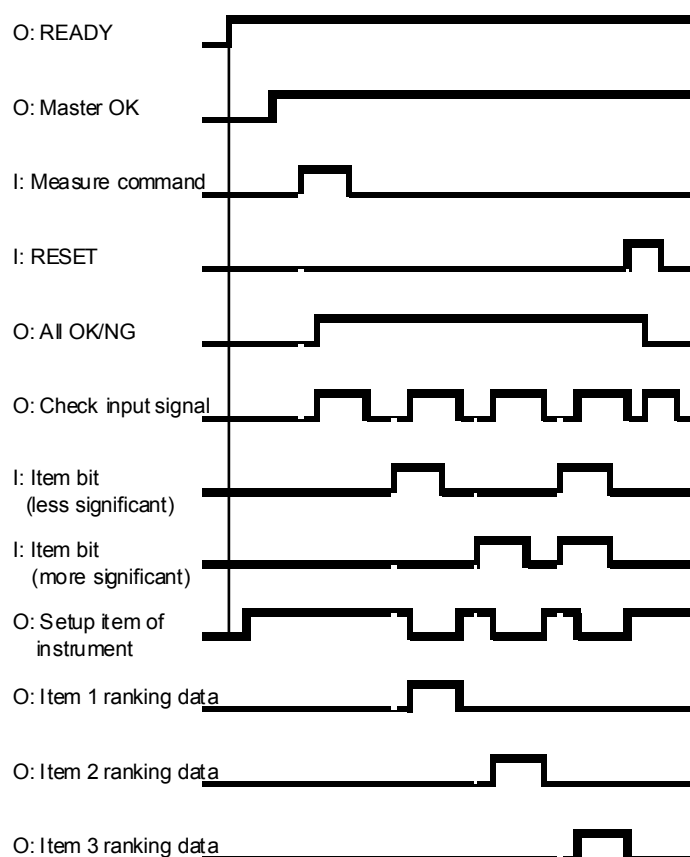 O: READY
O: Master OK
I: Measure command
I: RESET
O: All OK/NG
O: Check input signal
I: Item bit
(less significant)
I: Item bit
(more significant)
O: Setup item of
instrument
O: Item 1 ranking data
O: Item 2 ranking data
O: Item 3 ranking data